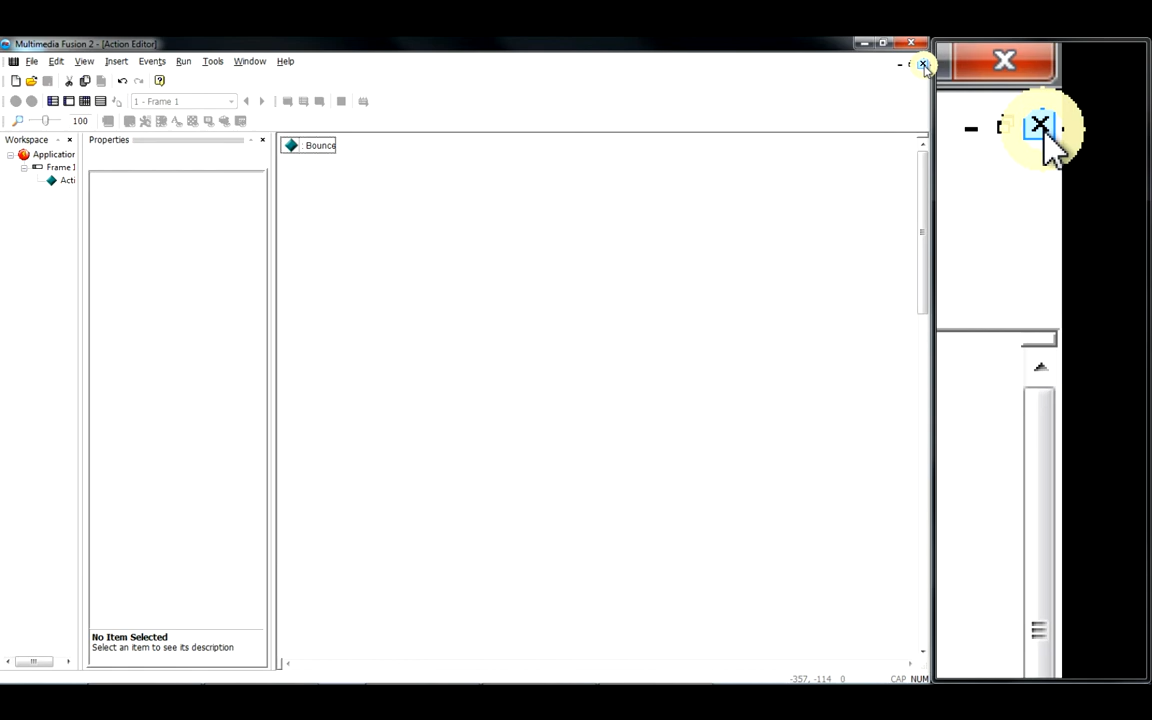 Multimedia Fusion 2 - [Action Editor]
File Edit View Insert Events Run Tools Window Help
1 - Frame 1
100
Workspace
Properties
Application
Frame 1
Acti
: Bounce
No Item Selected
Select an item to see its description
-357, -114 0
CAP NUM